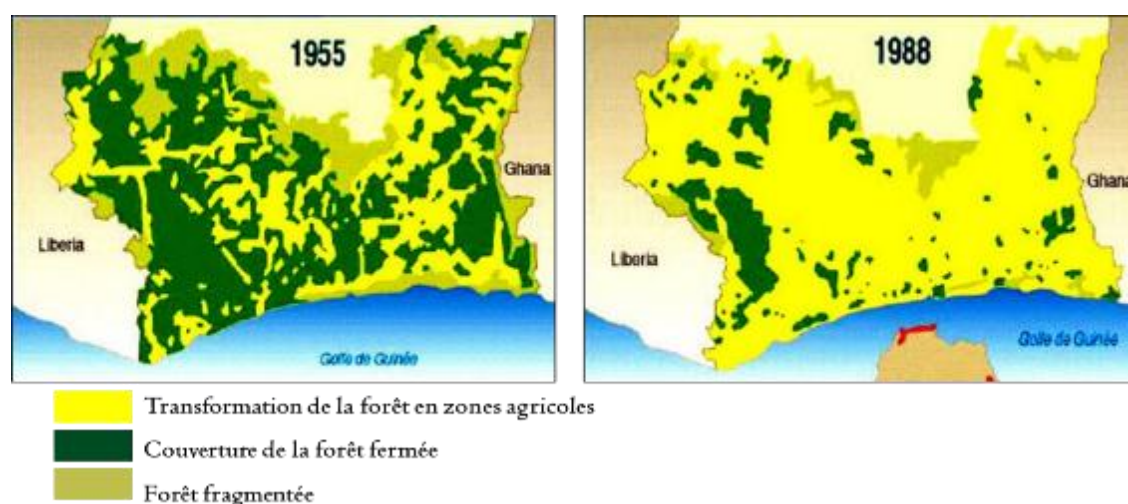 1955
Ghana
Liberia
Golfe de Guinée
1988
Ghana
Liberia
Golfe de Guinée
Transformation de la forêt en zones agricoles
Couverture de la forêt fermée
Forêt fragmentée